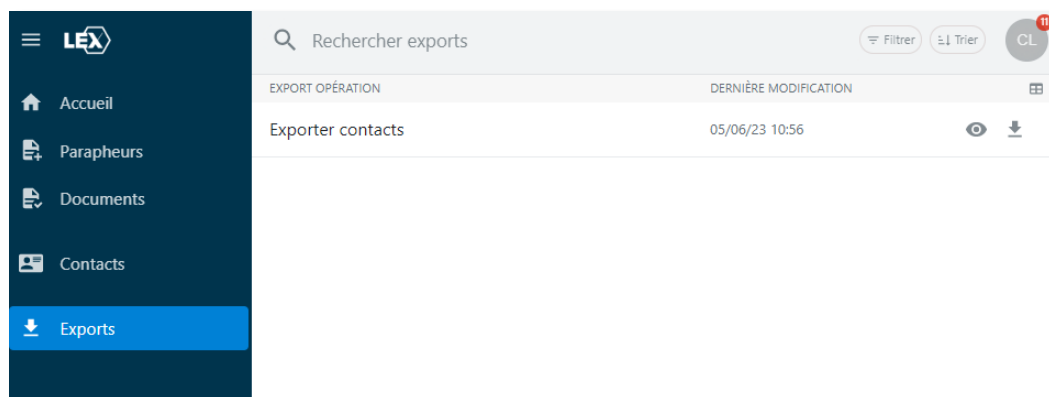 LEX
Rechercher exports
Filtrer
Trier
CL
11
Accueil
Parapheurs
Documents
Contacts
Exports
EXPORT OPÉRATION
DERNIÈRE MODIFICATION
Exporter contacts
05/06/23 10:56